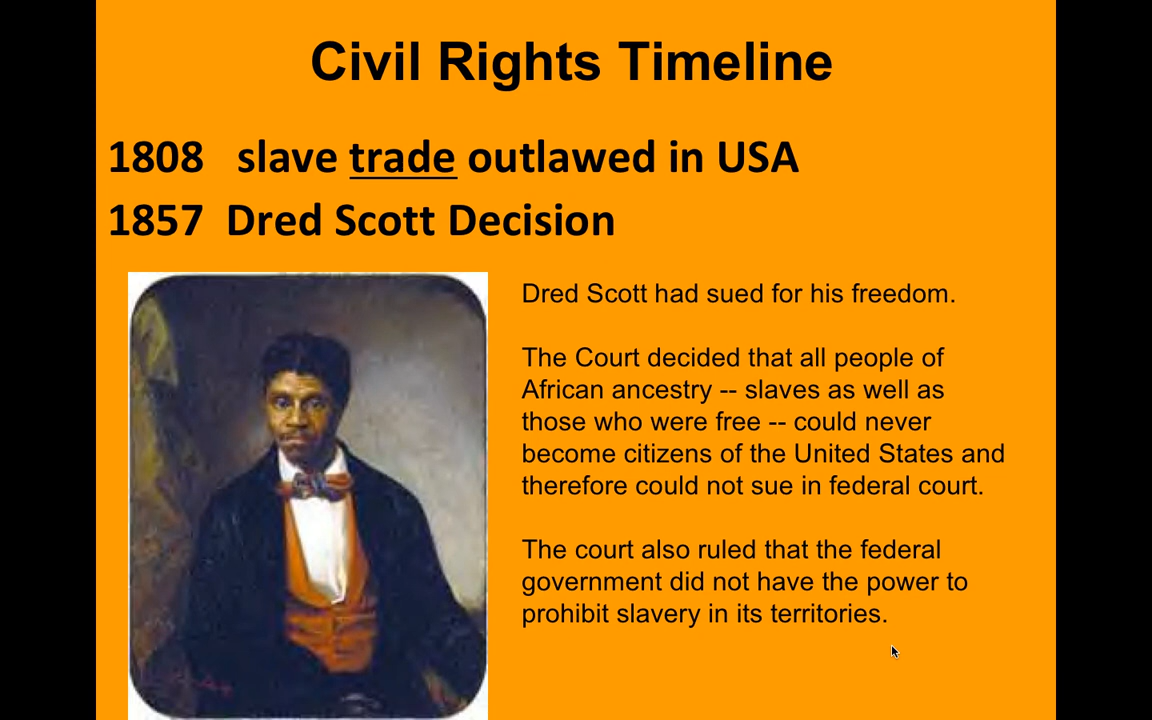 Civil Rights Timeline
1808 slave trade outlawed in USA
1857 Dred Scott Decision
Dred Scott had sued for his freedom.
The Court decided that all people of
African ancestry -- slaves as well as
those who were free -- could never
become citizens of the United States and
therefore could not sue in federal court.
The court also ruled that the federal
government did not have the power to
prohibit slavery in its territories.